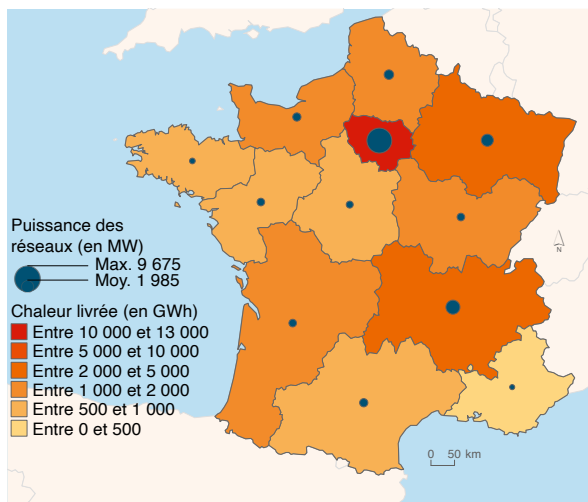 Puissance des
réseaux (en MW)
Max. 9 675
Moy. 1 985
Chaleur livrée (en GWh)
Entre 10 000 et 13 000
Entre 5 000 et 10 000
Entre 2 000 et 5 000
Entre 1 000 et 2 000
Entre 500 et 1 000
Entre 0 et 500
N
0 50 km